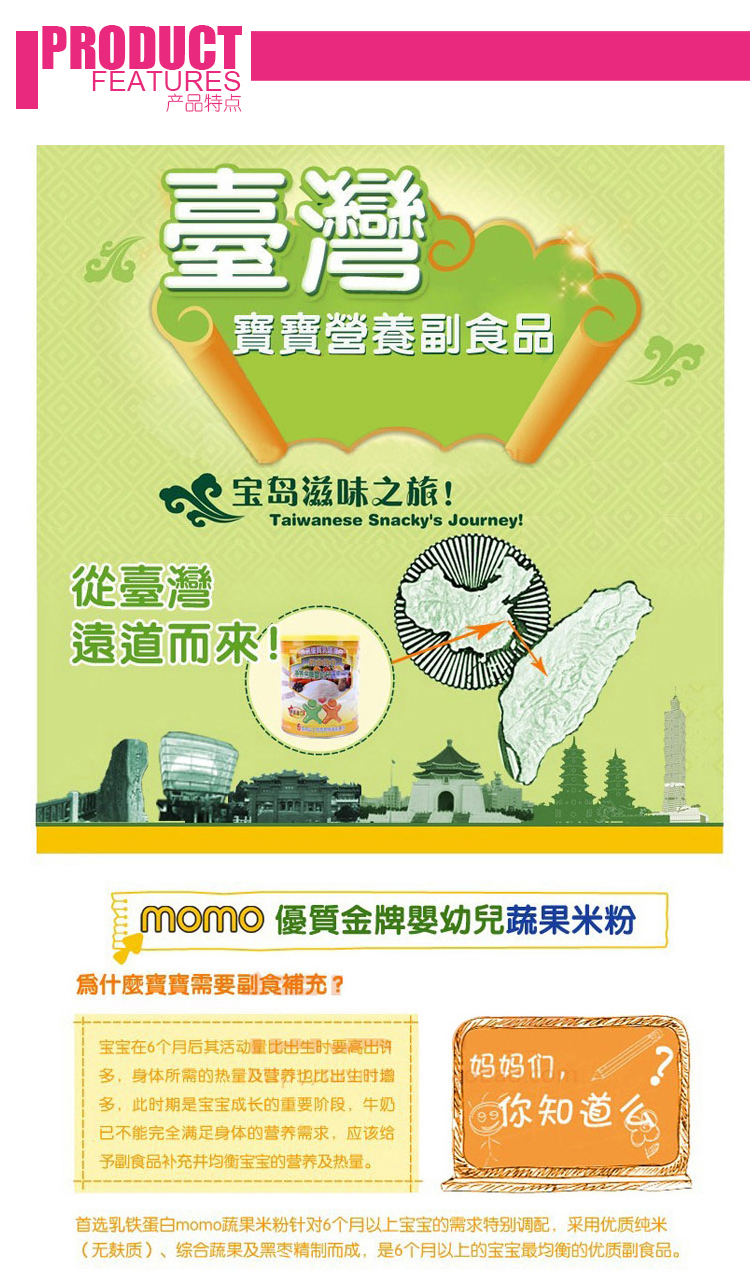 PRODUCT
FEATURES
产品特点
臺灣
寶寶營養副食品
宝岛滋味之旅!
Taiwanese Snacky's Journey!
從臺灣
遠道而來!
momo 優質金牌嬰幼兒蔬果米粉
爲什麼寶寶需要副食補充?
宝宝在6个月后其活动量比出生时要高出许
多，身体所需的热量及营养也比出生时增
多，此时期是宝宝成长的重要阶段，牛奶
已不能完全满足身体的营养需求，应该给
予副食品补充并均衡宝宝的营养及热量。
妈妈们，
你知道么?
首选乳铁蛋白momo蔬果米粉针对6个月以上宝宝的需求特别调配，采用优质纯米
（无麸质）、综合蔬果及黑枣精制而成，是6个月以上的宝宝最均衡的优质副食品。